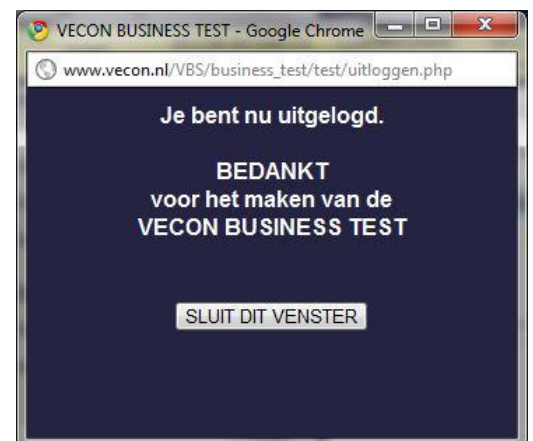 VECON BUSINESS TEST - Google Chrome
www.vecon.nl/VBS/business_test/test/uitloggen.php
Je bent nu uitgelogd.
BEDANKT
voor het maken van de
VECON BUSINESS TEST
SLUIT DIT VENSTER